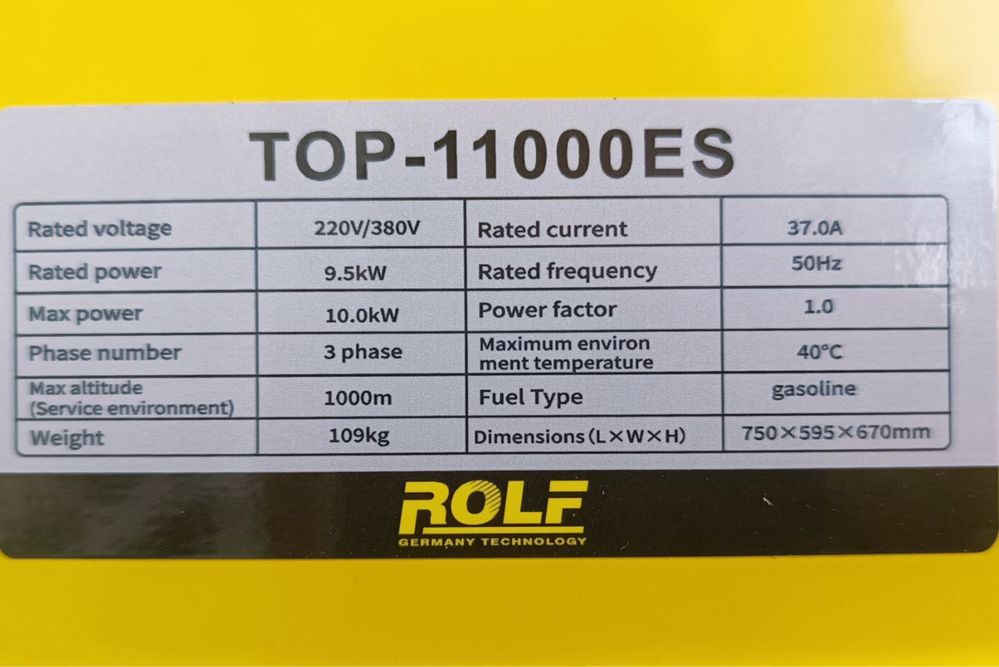 TOP-11000ES
Rated voltage 220V/380V Rated current 37.0A
Rated power 9.5kW Rated frequency 50Hz
Max power 10.0kW Power factor 1.0
Phase number 3 phase Maximum environ
ment temperature 40°C
Max altitude
(Service environment) 1000m Fuel Type gasoline
Weight 109kg Dimensions(L×W×H) 750×595×670mm
ROLF
GERMANY TECHNOLOGY